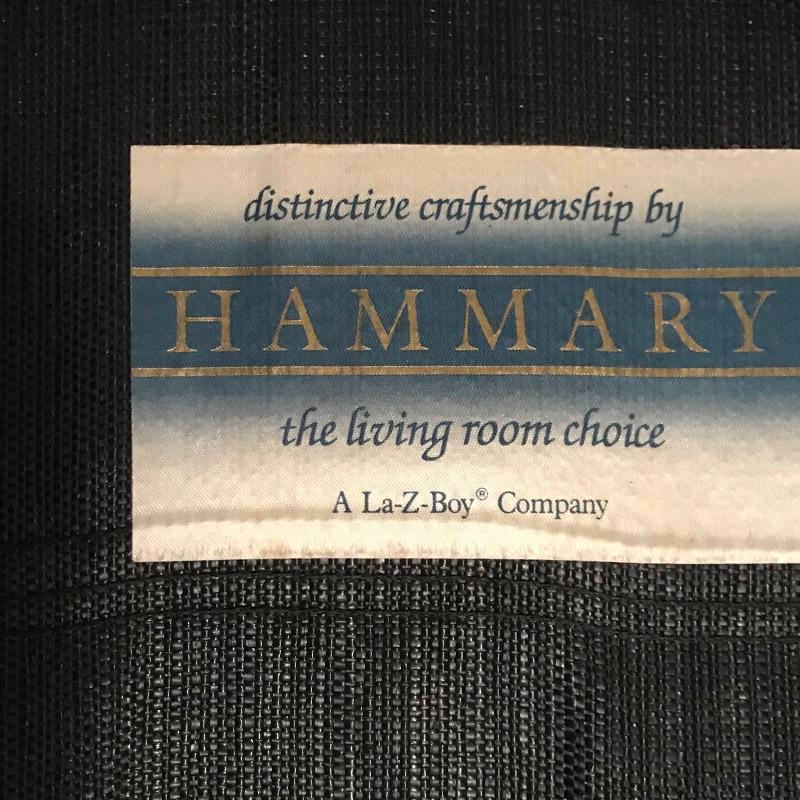 distinctive craftsmenship by
HAMMARY
the living room choice
A La-Z-Boy® Company